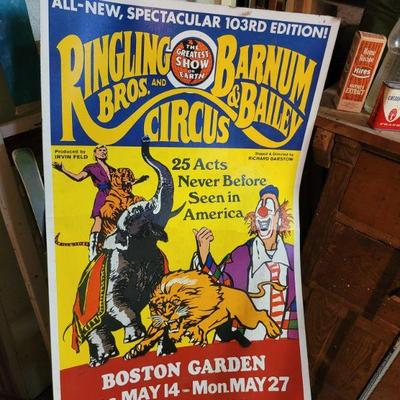 ALL-NEW, SPECTACULAR 103RD EDITION!
RINGLING BROS. AND BARNUM & BAILEY
THE GREATEST SHOW ON EARTH
CIRCUS
Produced by IRVIN FELD
Staged & Directed by RICHARD BARSTOW
25 Acts
Never Before
Seen in
America
BOSTON GARDEN
MAY 14-Mon. MAY 27
Hires
EXTRACT